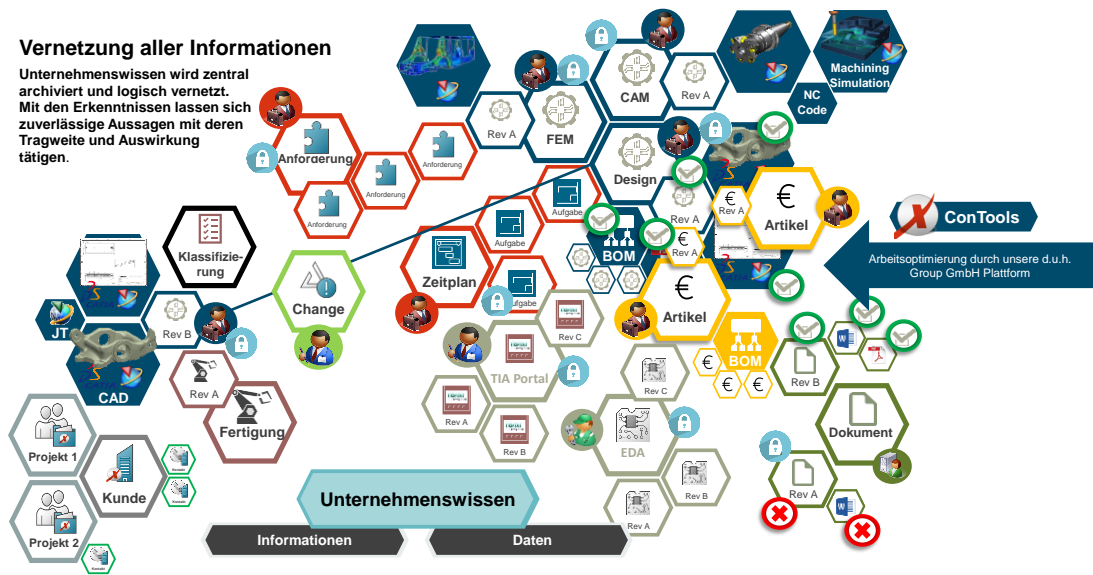 Vernetzung aller Informationen
Unternehmenswissen wird zentral
archiviert und logisch vernetzt.
Mit den Erkenntnissen lassen sich
zuverlässige Aussagen mit deren
Tragweite und Auswirkung
tätigen.
CAM
Rev A
Machining
Simulation
NC
Code
Rev A
FEM
Anforderung
Anforderung
Anforderung
Anforderung
Design
Rev A
€
Rev A
€
Artikel
ConTools
Arbeitsoptimierung durch unsere d.u.h.
Group GmbH Plattform
Klassifizie-
rung
Aufgabe
Aufgabe
Aufgabe
Zeitplan
BOM
€
Rev A
€
Artikel
Change
JT
Rev B
CAD
Rev A
Fertigung
Rev C
TIA Portal
Rev A
Rev B
BOM
€
€
€
€
Rev C
EDA
Rev B
Rev A
Rev B
Dokument
Rev A
Projekt 1
Kunde
Projekt 2
Kontakt
Kontakt
Kontakt
Unternehmenswissen
Informationen
Daten